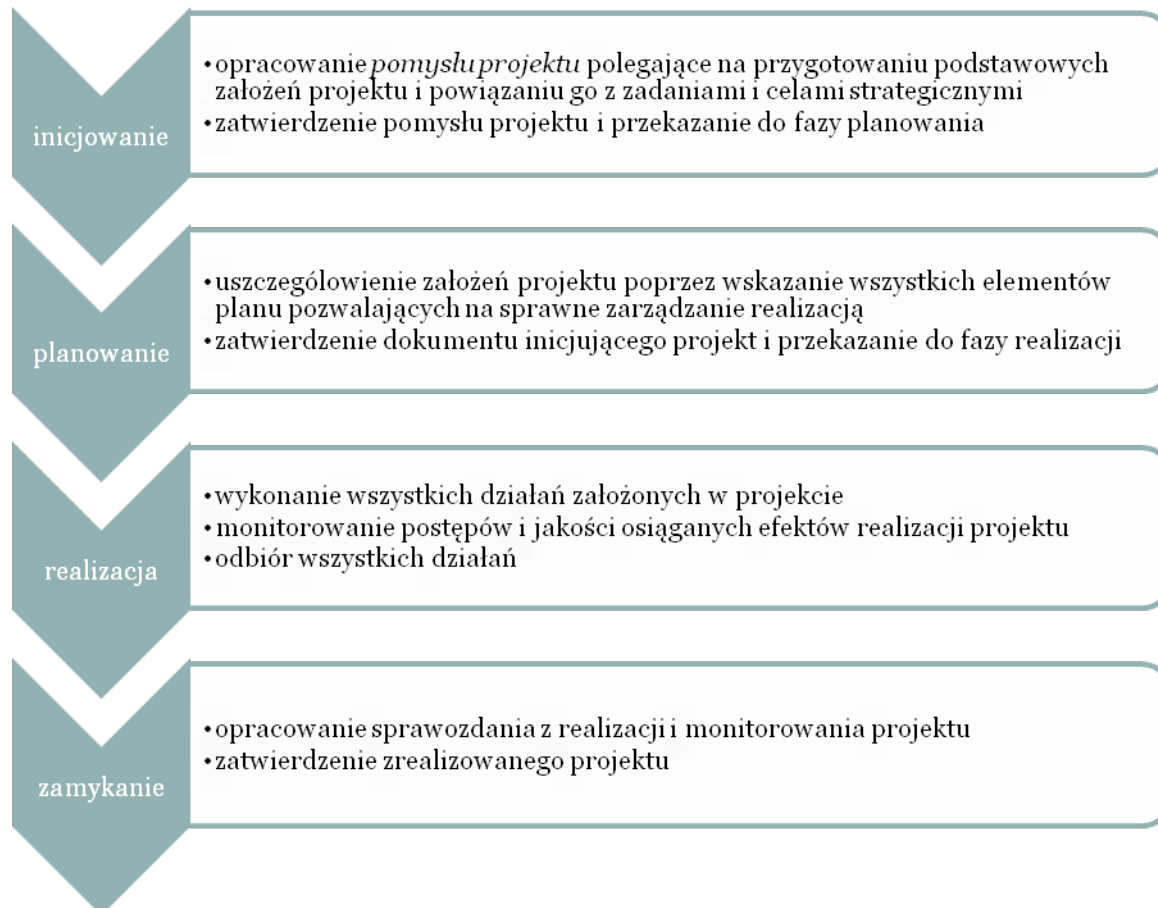 inicjowanie
•opracowanie pomysłu projektu polegające na przygotowaniu podstawowych
założeń projektu i powiązaniu go z zadaniami i celami strategicznymi
•zatwierdzenie pomysłu projektu i przekazanie do fazy planowania
planowanie
•uszczególowienie założeń projektu poprzez wskazanie wszystkich elementów
planu pozwalających na sprawne zarządzanie realizacją
•zatwierdzenie dokumentu inicjującego projekt i przekazanie do fazy realizacji
realizacja
•wykonanie wszystkich działań założonych w projekcie
•monitorowanie postępów i jakości osiąganych efektów realizacji projektu
•odbiór wszystkich działań
zamykanie
•opracowanie sprawozdania z realizacji i monitorowania projektu
•zatwierdzenie zrealizowanego projektu